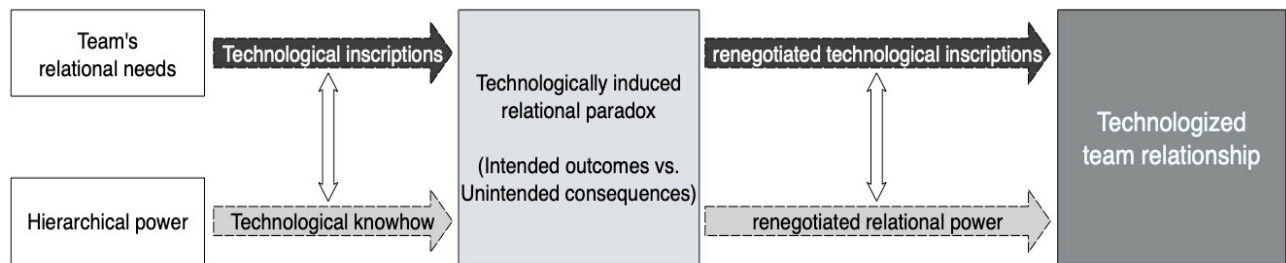 Team's
relational needs
Technological inscriptions
Technologically induced
relational paradox
(Intended outcomes vs.
Unintended consequences)
renegotiated technological inscriptions
Technologized
team relationship
Hierarchical power
Technological knowhow
renegotiated relational power